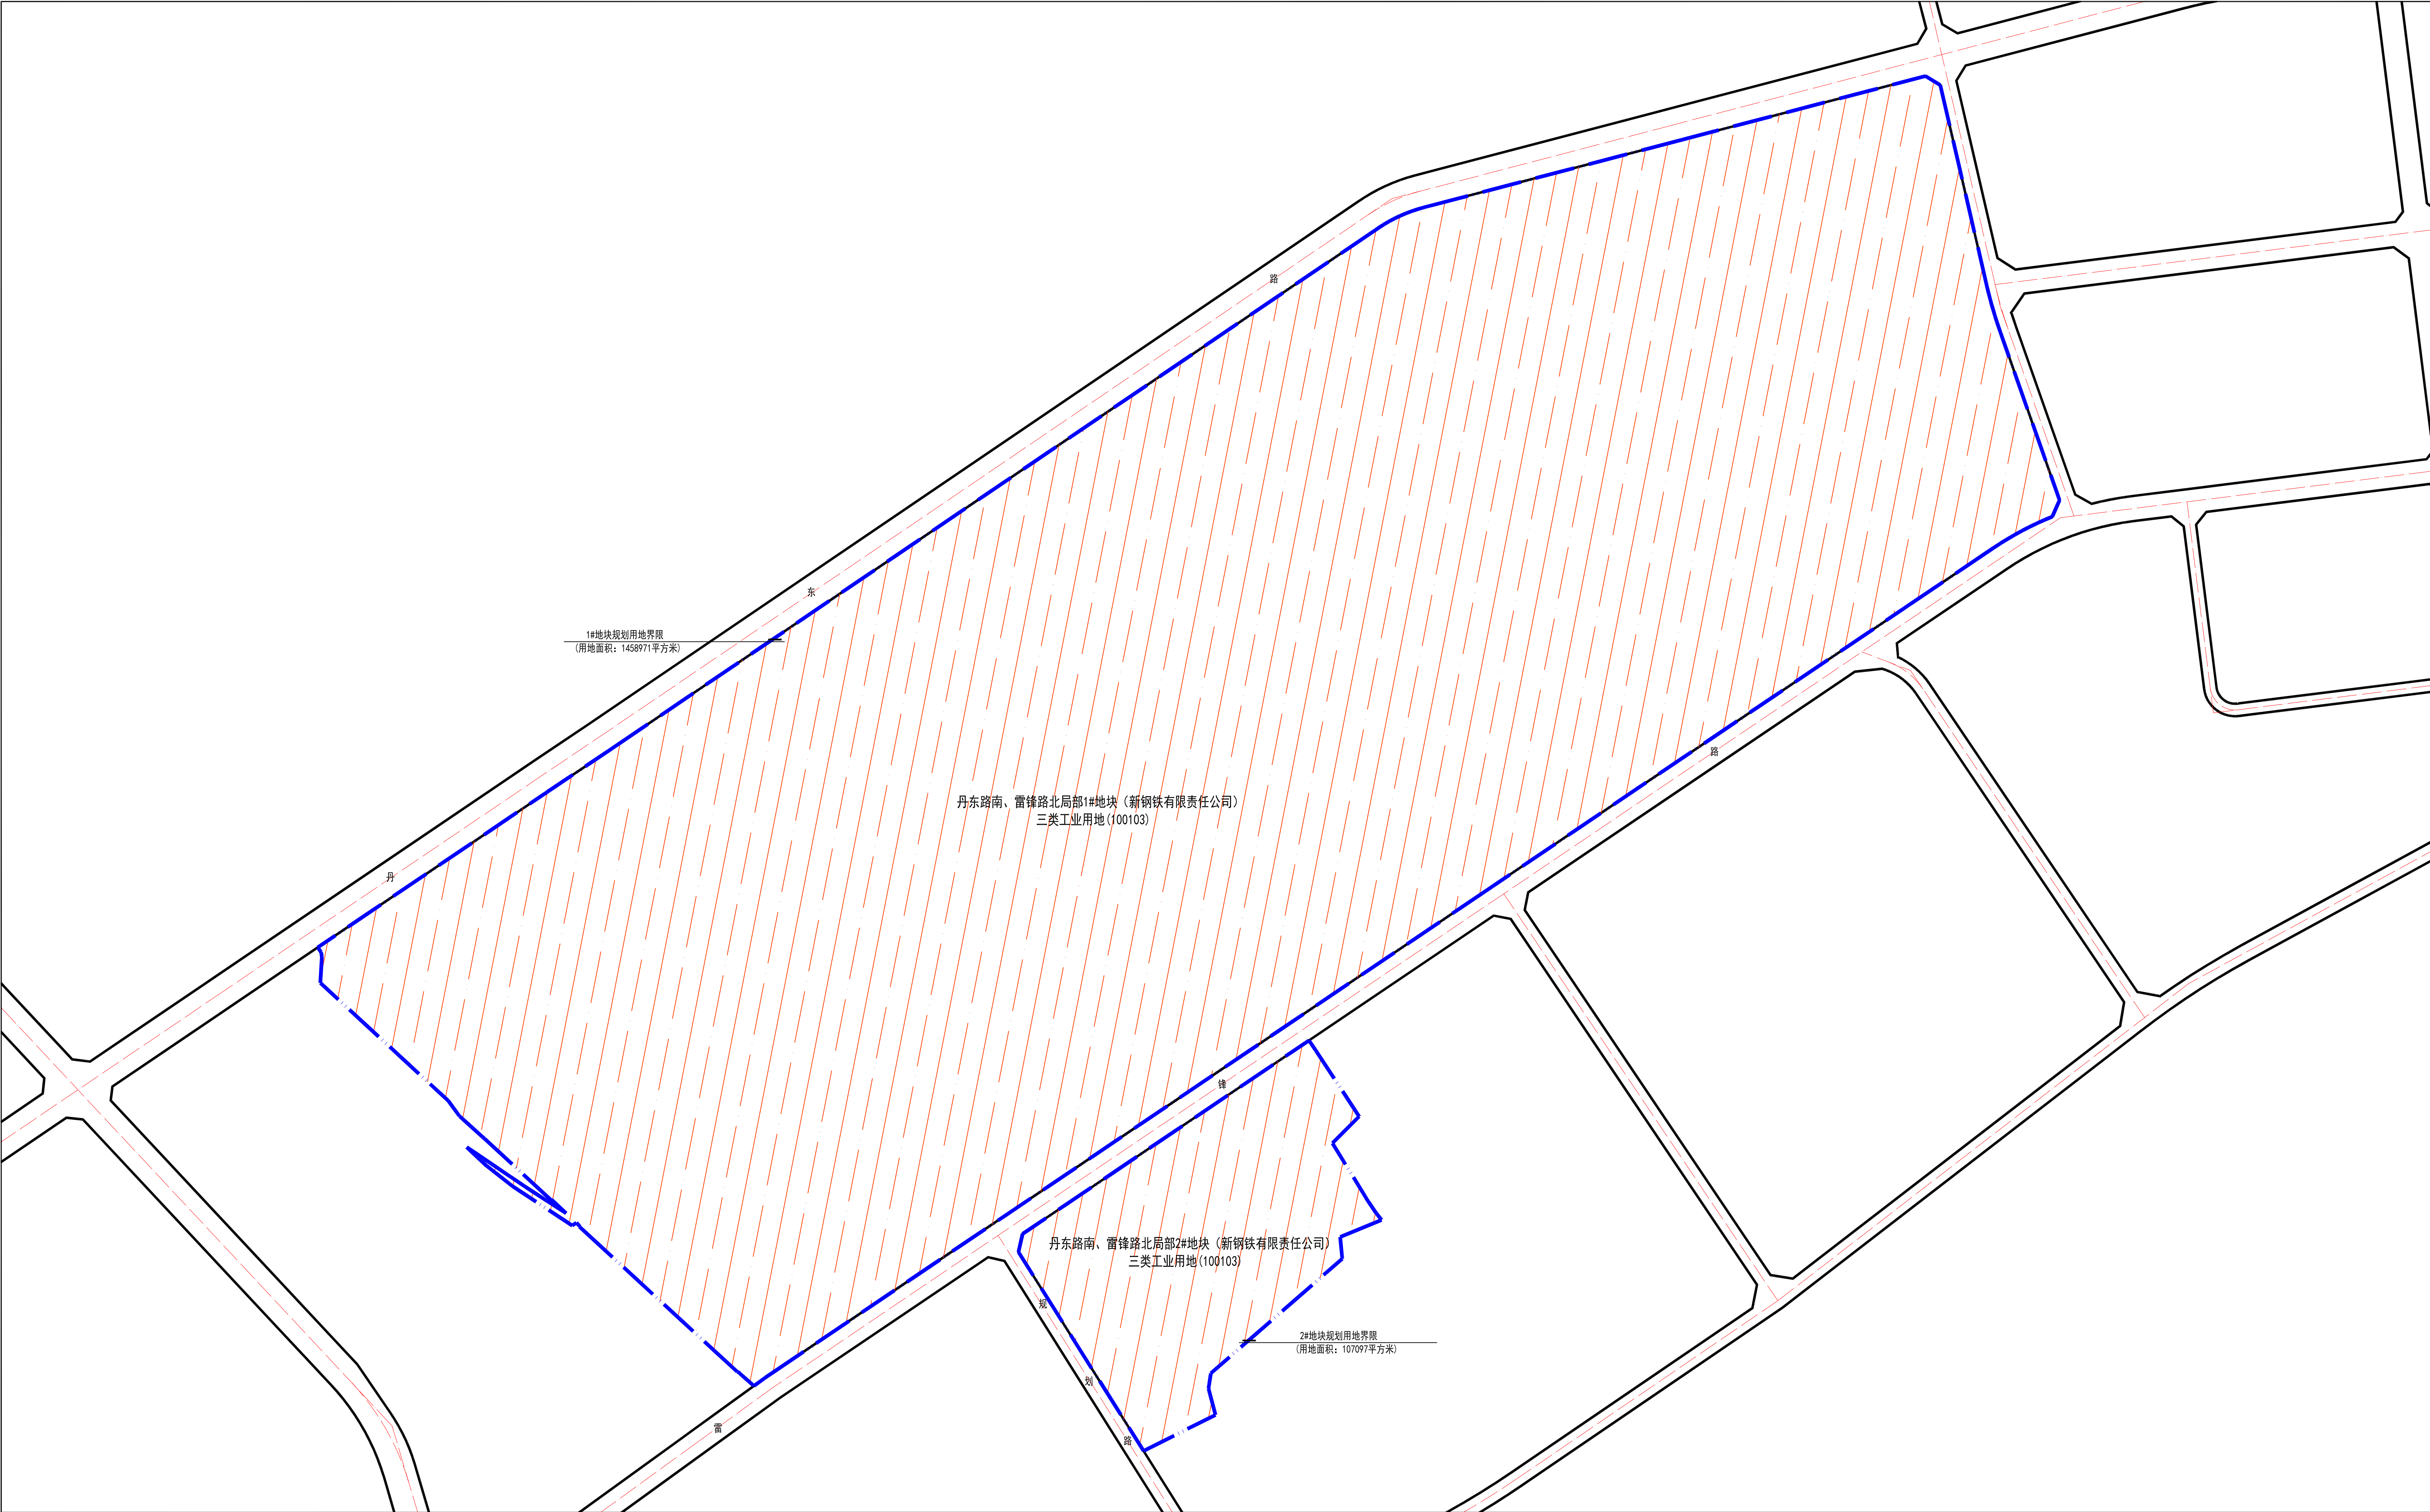 路
东
1#地块规划用地界限
(用地面积：1458971平方米)
路
丹东路南、雷锋路北局部1#地块（新钢铁有限责任公司）
三类工业用地(100103)
丹
锋
丹东路南、雷锋路北局部2#地块（新钢铁有限责任公司）
三类工业用地(100103)
规
2#地块规划用地界限
(用地面积：107097平方米)
划
雷
路